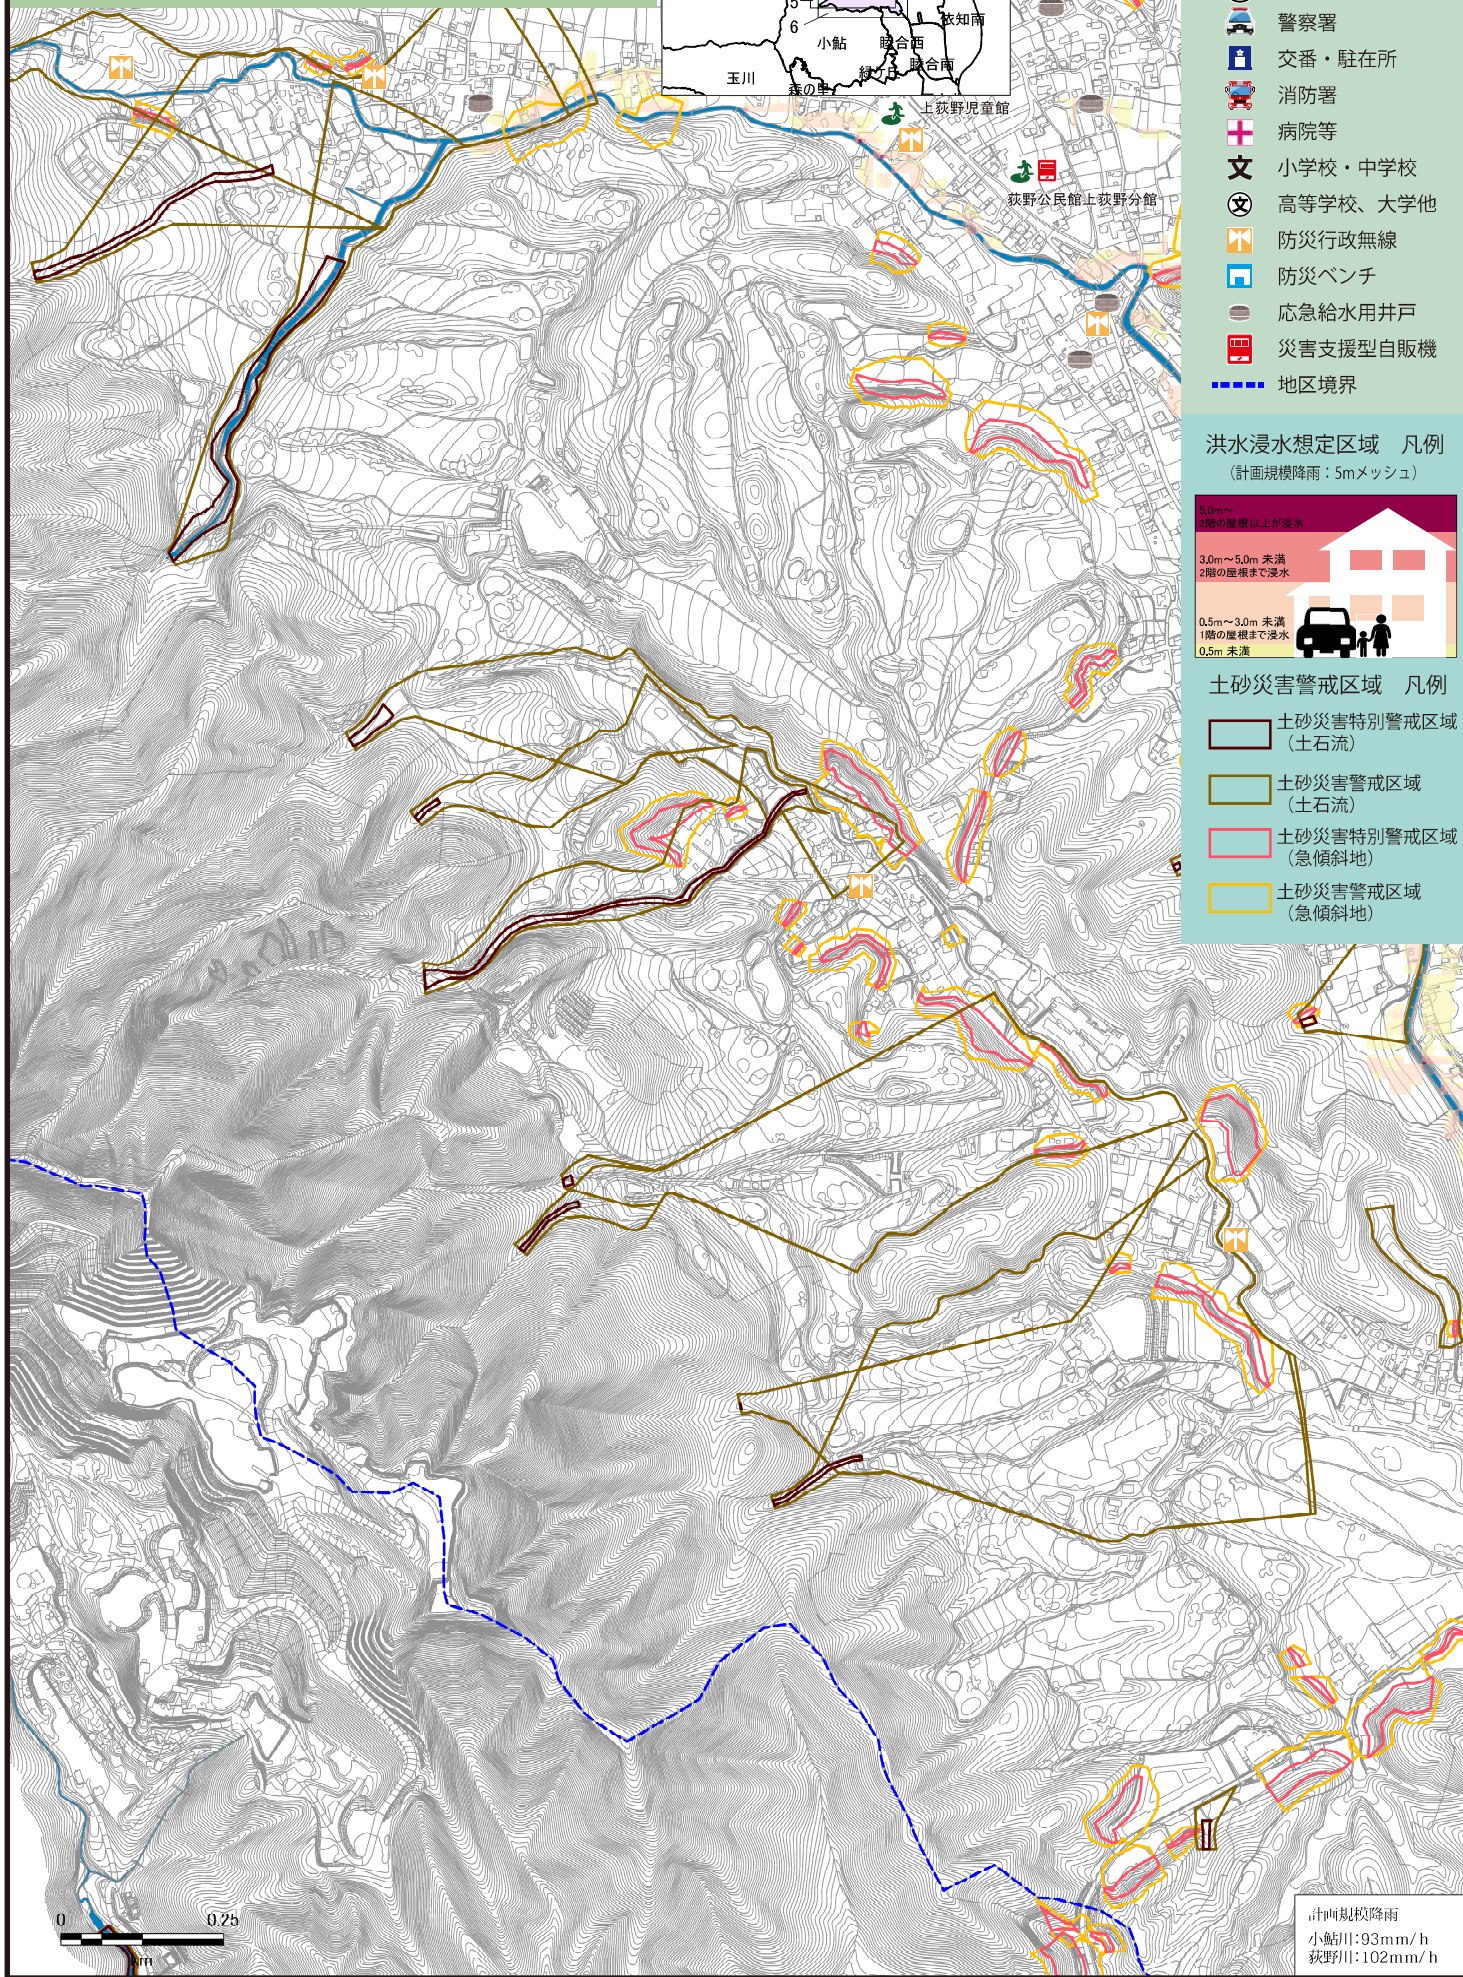 5
6
小鮎
玉川
森の里
緑ケ丘
睦合西
睦合南
依知南
上荻野児童館
荻野公民館上荻野分館
警察署
交番・駐在所
消防署
病院等
小学校・中学校
高等学校、大学他
防災行政無線
防災ベンチ
応急給水用井戸
災害支援型自販機
地区境界
洪水浸水想定区域　凡例
（計画規模降雨：5mメッシュ）
5.0m～
2階の屋根以上が浸水
3.0m～5.0m 未満
2階の屋根まで浸水
0.5m～3.0m 未満
1階の屋根まで浸水
0.5m 未満
土砂災害警戒区域　凡例
土砂災害特別警戒区域
（土石流）
土砂災害警戒区域
（土石流）
土砂災害特別警戒区域
（急傾斜地）
土砂災害警戒区域
（急傾斜地）
0 0.25
km
計画規模降雨
小鮎川：93mm/h
荻野川：102mm/h